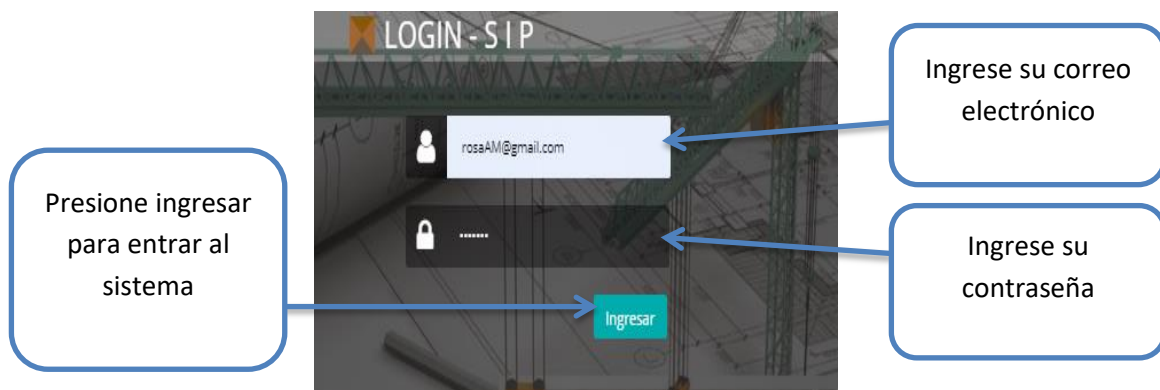 LOGIN - S I P
Ingrese su correo
electrónico
rosaAM@gmail.com
Presione ingresar
para entrar al
sistema
.......
Ingrese su
contraseña
Ingresar